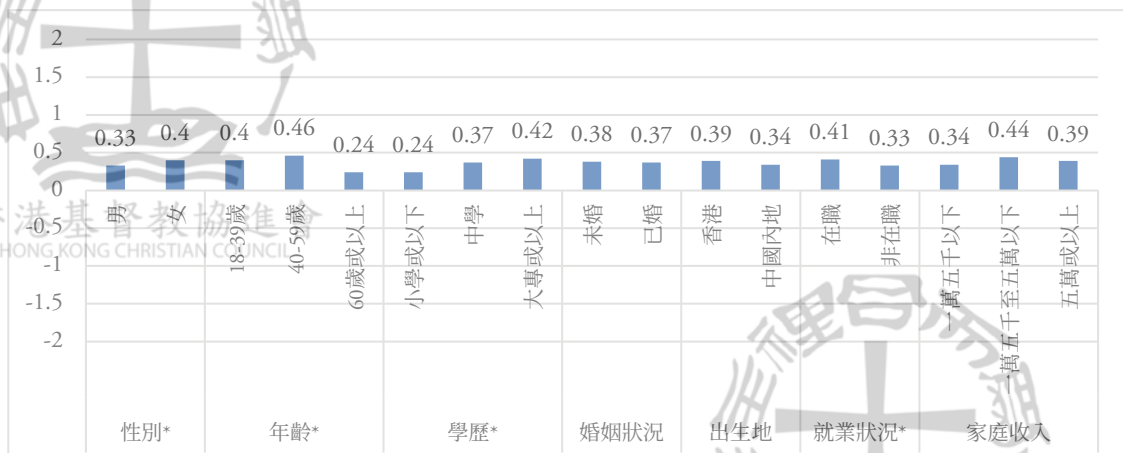 2
1.5
1
0.5
0
-0.5
-1
-1.5
-2
0.33 0.4 0.4 0.46 0.24 0.24 0.37 0.42 0.38 0.37 0.39 0.34 0.41 0.33 0.34 0.44 0.39
男
女
18-39歲
40-59歲
60歲或以上
小學或以下
中學
大專或以上
未婚
已婚
香港
中國內地
在職
非在職
一萬五千以下
一萬五千至五萬以下
五萬或以上
性別* 年齡* 學歷* 婚姻狀況 出生地 就業狀況* 家庭收入
港基督教協進會
HONG KONG CHRISTIAN COUNCIL